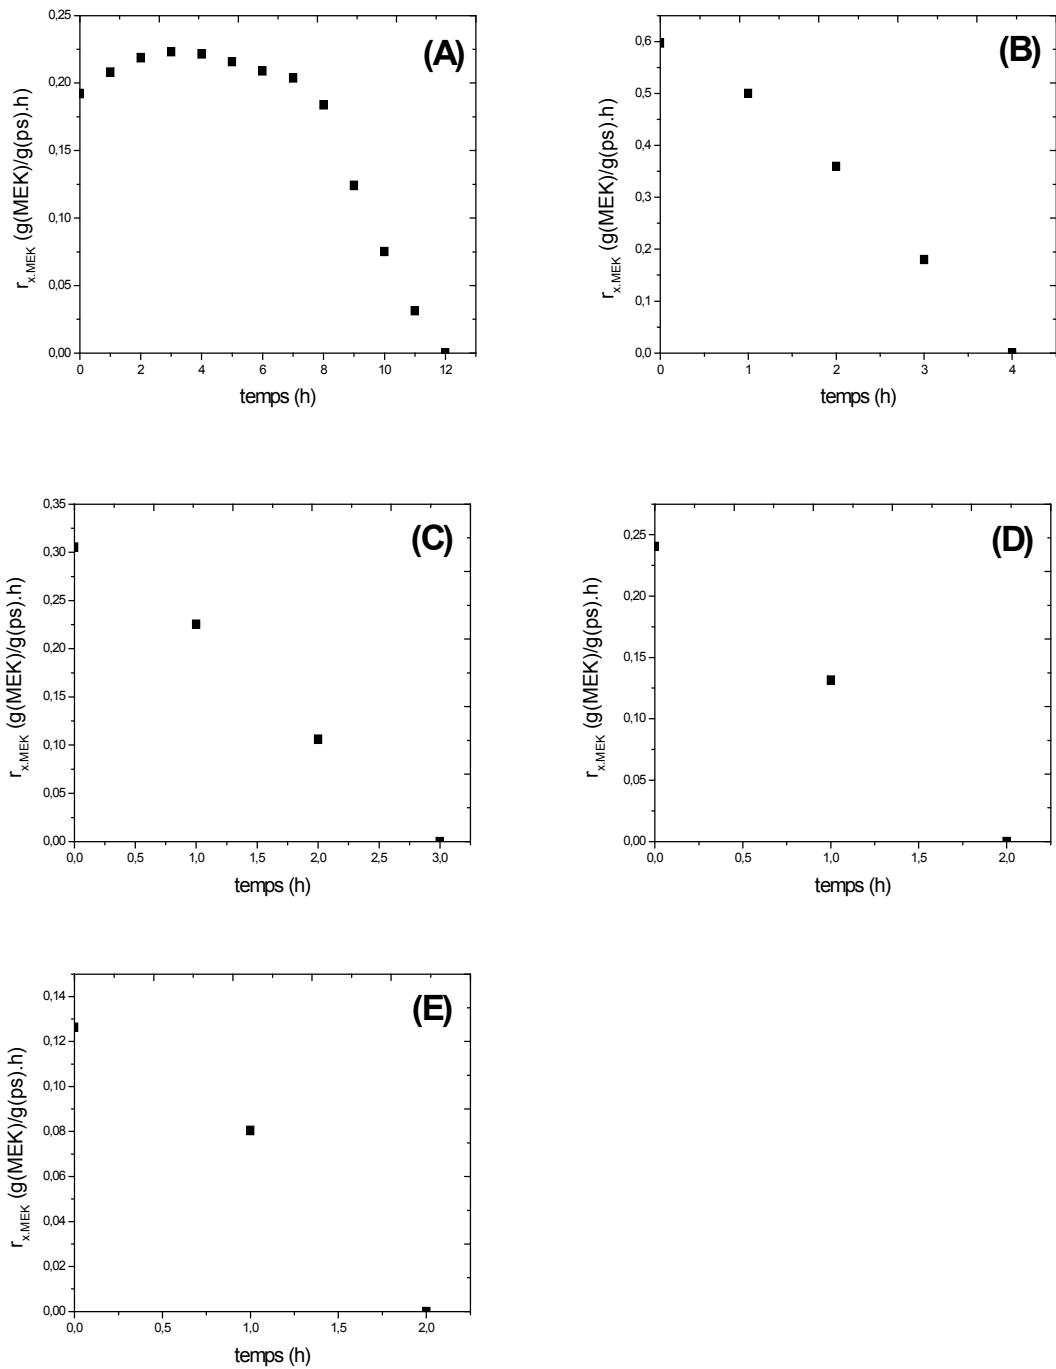 (A)
r x.MEK (g(MEK)/g(ps).h)
0,25
0,20
0,15
0,10
0,05
0,00
0 2 4 6 8 10 12
temps (h)
(B)
r x.MEK (g(MEK)/g(ps).h)
0,6
0,5
0,4
0,3
0,2
0,1
0,0
0 1 2 3 4
temps (h)
(C)
r x.MEK (g(MEK)/g(ps).h)
0,35
0,30
0,25
0,20
0,15
0,10
0,05
0,00
0,0 0,5 1,0 1,5 2,0 2,5 3,0
temps (h)
(D)
r x.MEK (g(MEK)/g(ps).h)
0,25
0,20
0,15
0,10
0,05
0,00
0,0 0,5 1,0 1,5 2,0
temps (h)
(E)
r x.MEK (g(MEK)/g(ps).h)
0,14
0,12
0,10
0,08
0,06
0,04
0,02
0,00
0,0 0,5 1,0 1,5 2,0
temps (h)